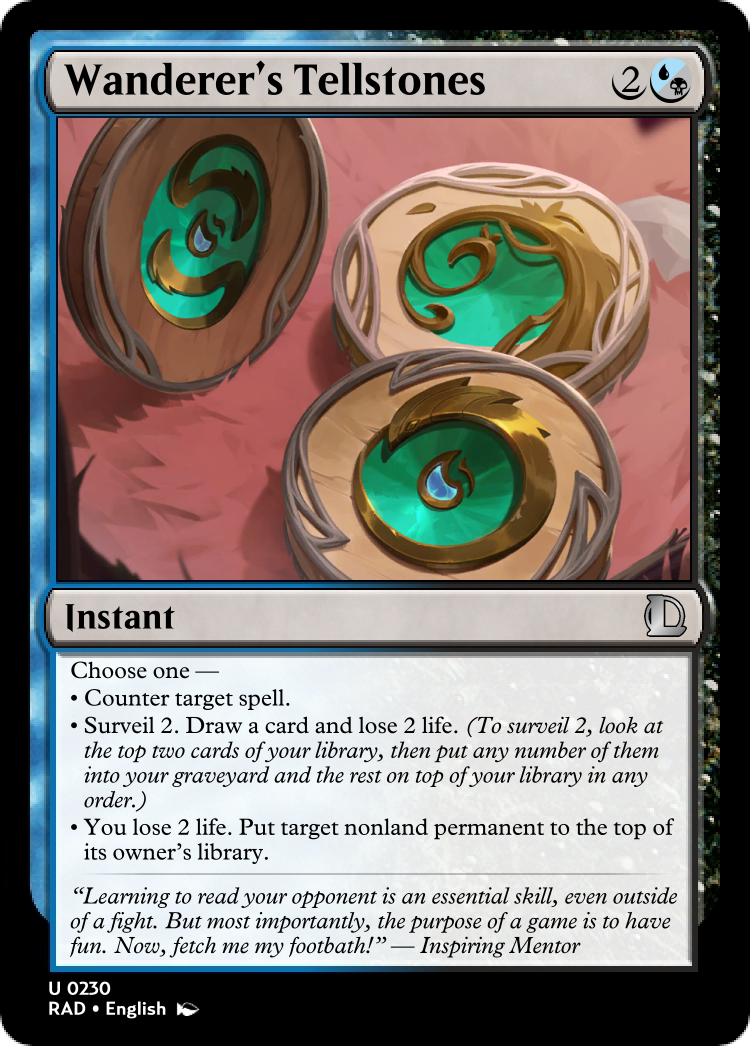 Wanderer's Tellstones 2
Instant
Choose one —
• Counter target spell.
• Surveil 2. Draw a card and lose 2 life. (To surveil 2, look at
the top two cards of your library, then put any number of them
into your graveyard and the rest on top of your library in any
order.)
• You lose 2 life. Put target nonland permanent to the top of
its owner's library.
“Learning to read your opponent is an essential skill, even outside
of a fight. But most importantly, the purpose of a game is to have
fun. Now, fetch me my footbath!” — Inspiring Mentor
U 0230
RAD • English